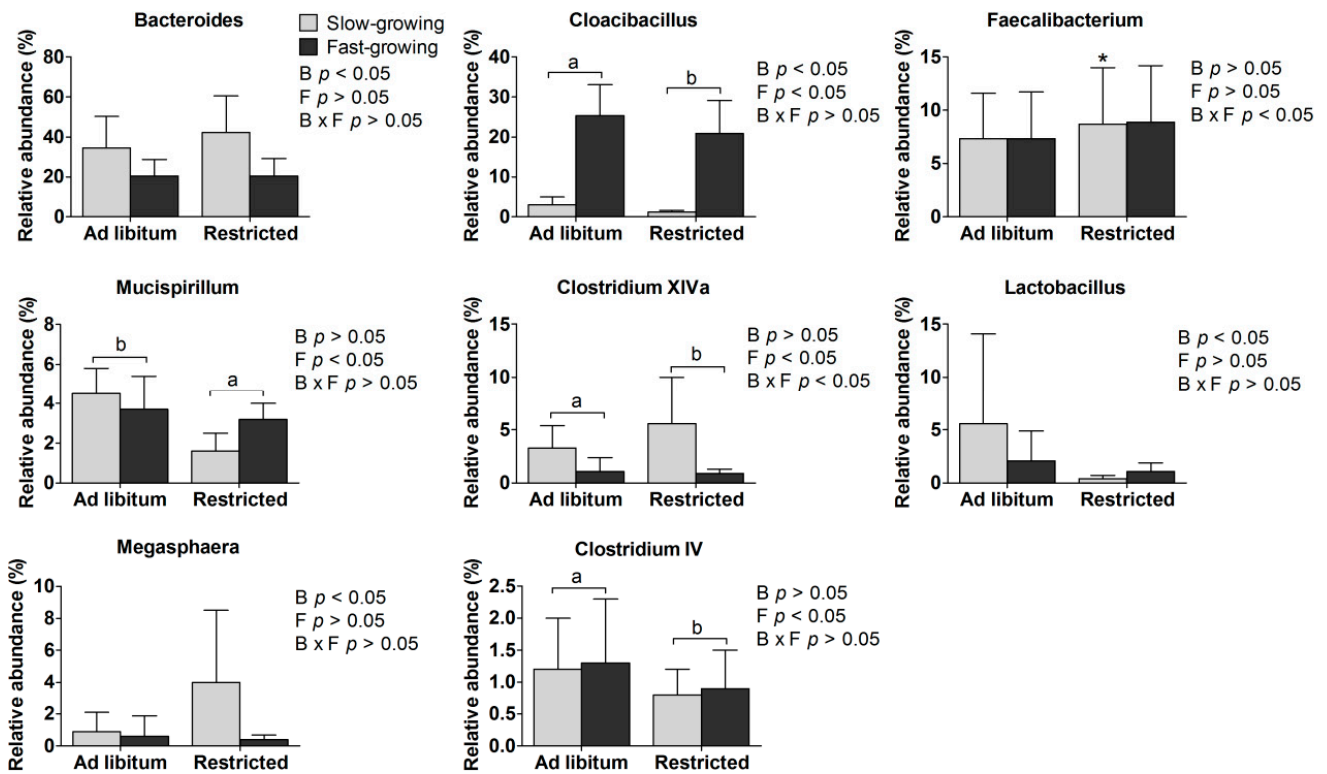 Bacteroides
Slow-growing
Fast-growing
B p < 0.05
F p > 0.05
B x F p > 0.05
Relative abundance (%)
80
60
40
20
0
Ad libitum Restricted
Cloacibacillus
B p < 0.05
F p < 0.05
B x F p > 0.05
Relative abundance (%)
40
30
20
10
0
a
b
Ad libitum Restricted
Faecalibacterium
B p > 0.05
F p > 0.05
B x F p < 0.05
Relative abundance (%)
15
10
5
0
*
Ad libitum Restricted
Mucispirillum
B p > 0.05
F p < 0.05
B x F p > 0.05
Relative abundance (%)
8
6
4
2
0
b
a
Ad libitum Restricted
Clostridium XIVa
B p > 0.05
F p < 0.05
B x F p < 0.05
Relative abundance (%)
15
10
5
0
a
b
Ad libitum Restricted
Lactobacillus
B p < 0.05
F p > 0.05
B x F p > 0.05
Relative abundance (%)
15
10
5
0
Ad libitum Restricted
Megasphaera
B p < 0.05
F p > 0.05
B x F p > 0.05
Relative abundance (%)
10
8
6
4
2
0
Ad libitum Restricted
Clostridium IV
B p > 0.05
F p < 0.05
B x F p > 0.05
Relative abundance (%)
2.5
2.0
1.5
1.0
0.5
0.0
a
b
Ad libitum Restricted